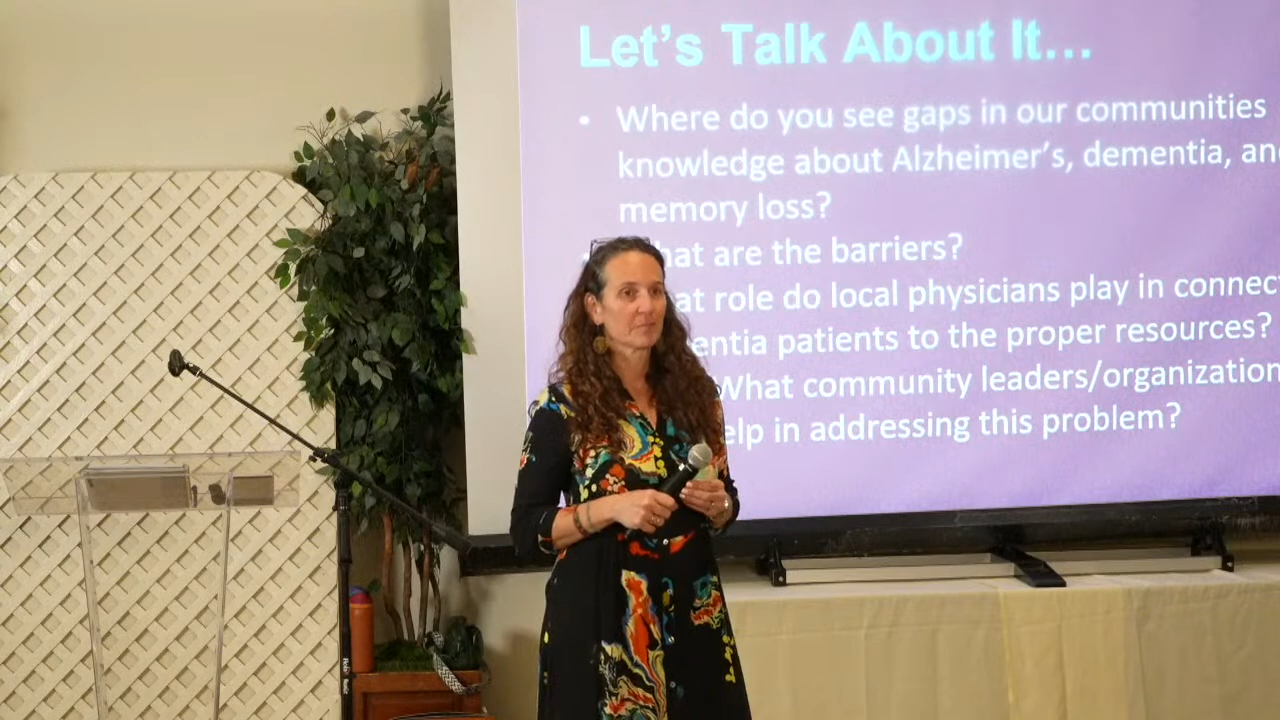 Let's Talk About It...
• Where do you see gaps in our communities
knowledge about Alzheimer's, dementia, and
memory loss?
hat are the barriers?
at role do local physicians play in connect
entia patients to the proper resources?
What community leaders/organization
elp in addressing this problem?